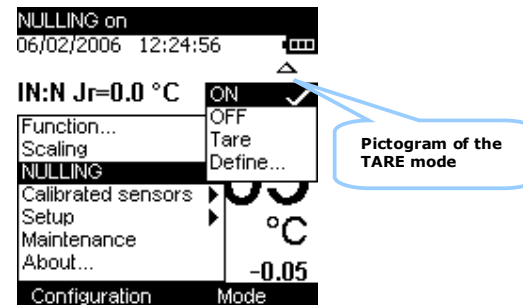 NULLING on
06/02/2006 12:24:56
IN:N Jr=0.0 °C
ON
OFF
Tare
Define...
Function...
Scaling
NULLING
Calibrated sensors
Setup
Maintenance
About...
°C
-0.05
Configuration Mode
Pictogram of the
TARE mode